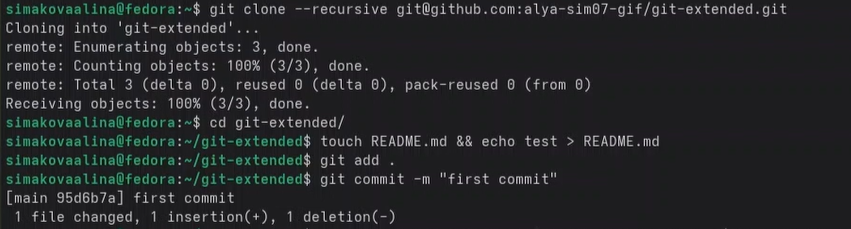 simakovaalina@fedora:~$ git clone --recursive git@github.com:alya-sim07-gif/git-extended.git
Cloning into 'git-extended'...
remote: Enumerating objects: 3, done.
remote: Counting objects: 100% (3/3), done.
remote: Total 3 (delta 0), reused 0 (delta 0), pack-reused 0 (from 0)
Receiving objects: 100% (3/3), done.
simakovaalina@fedora:~$ cd git-extended/
simakovaalina@fedora:~/git-extended$ touch README.md && echo test > README.md
simakovaalina@fedora:~/git-extended$ git add .
simakovaalina@fedora:~/git-extended$ git commit -m "first commit"
[main 95d6b7a] first commit
 1 file changed, 1 insertion(+), 1 deletion(-)